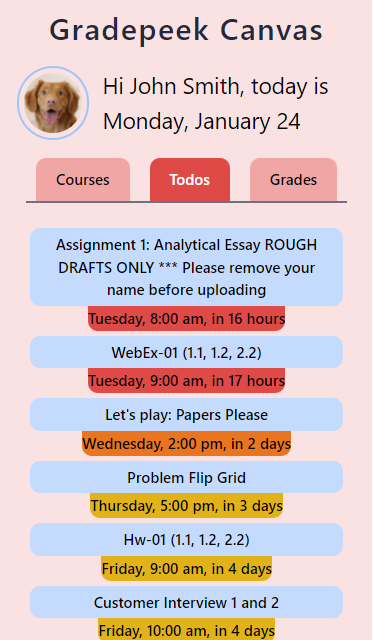 Gradepeek Canvas
Hi John Smith, today is
Monday, January 24
Courses
Todos
Grades
Assignment 1: Analytical Essay ROUGH
DRAFTS ONLY *** Please remove your
name before uploading
Tuesday, 8:00 am, in 16 hours
WebEx-01 (1.1, 1.2, 2.2)
Tuesday, 9:00 am, in 17 hours
Let's play: Papers Please
Wednesday, 2:00 pm, in 2 days
Problem Flip Grid
Thursday, 5:00 pm, in 3 days
Hw-01 (1.1, 1.2, 2.2)
Friday, 9:00 am, in 4 days
Customer Interview 1 and 2
Friday, 10:00 am, in 4 days